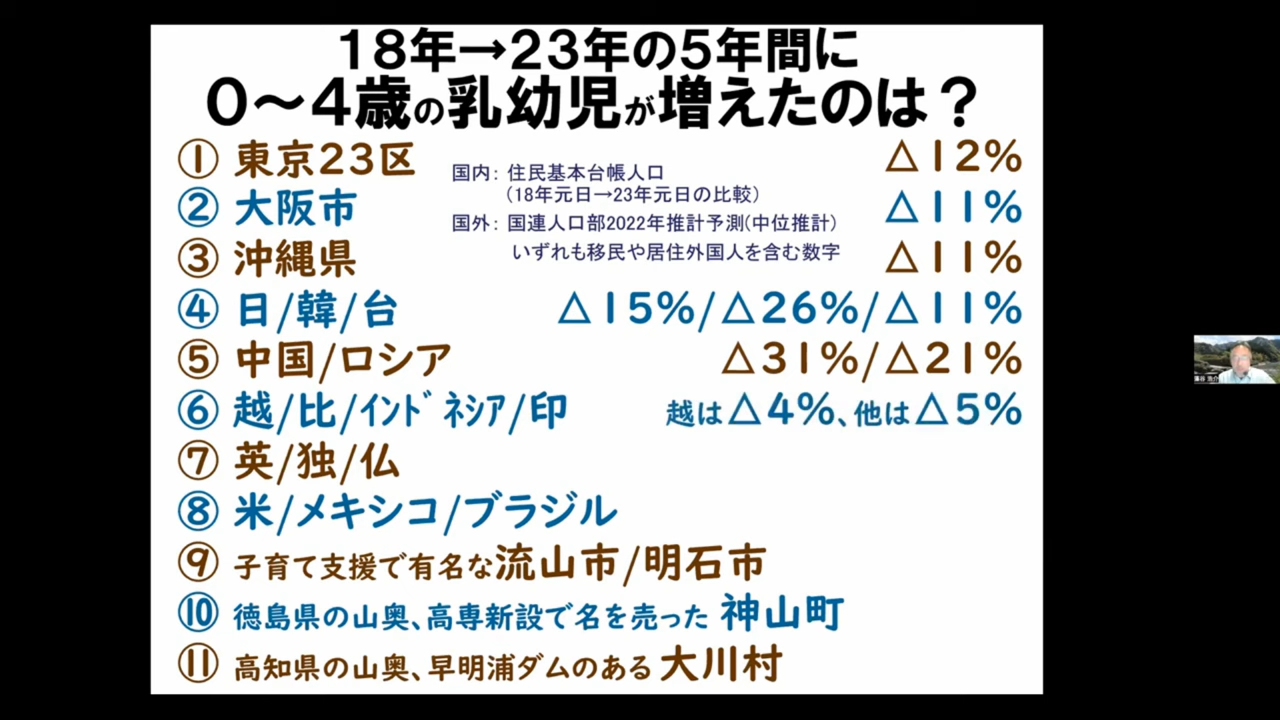 18年→23年の5年間に
0～4歳の乳幼児が増えたのは？
① 東京23区 △12%
国内： 住民基本台帳人口
（18年元日→23年元日の比較）
② 大阪市 △11%
国外： 国連人口部2022年推計予測(中位推計)
いずれも移民や居住外国人を含む数字
③ 沖縄県 △11%
④ 日/韓/台 △15%/△26%/△11%
⑤ 中国/ロシア △31%/△21%
⑥ 越/比/ｲﾝﾄﾞﾈｼｱ/印 越は△4%、他は△5%
⑦ 英/独/仏
⑧ 米/メキシコ/ブラジル
⑨ 子育て支援で有名な流山市/明石市
⑩ 徳島県の山奥、高専新設で名を売った 神山町
⑪ 高知県の山奥、早明浦ダムのある 大川村